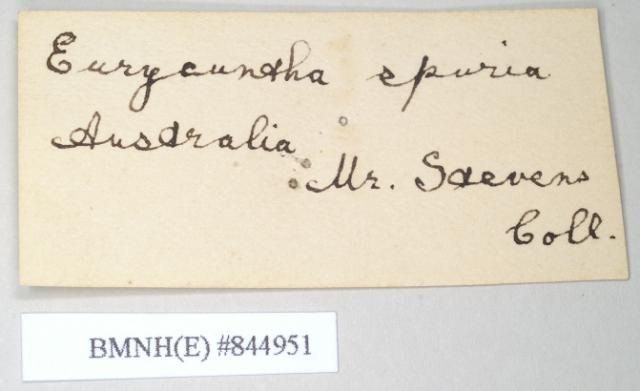 Eurycantha spuria
Australia
Mr. Stevens
Coll.
BMNH(E) #844951